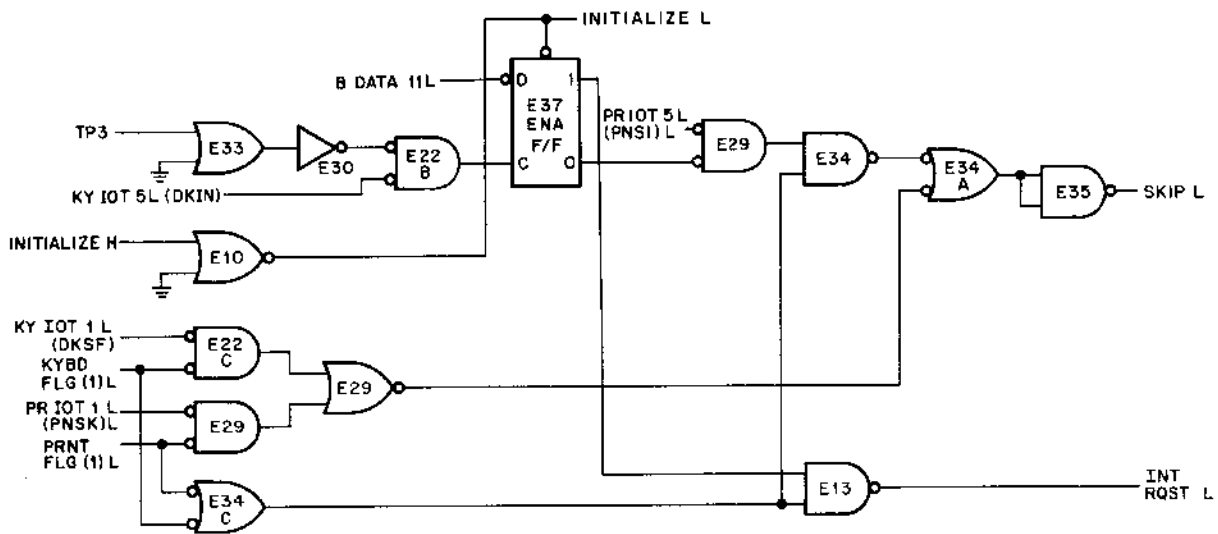 INITIALIZE L
B DATA 11L
D
1
E37
ENA
F/F
C
0
TP3
E33
E30
E22
B
KY IOT 5L (DKIN)
PR IOT 5 L
(PNSI) L
E29
E34
E34
A
E35
SKIP L
INITIALIZE H
E10
KY IOT 1 L
(DKSF)
KYBD
FLG (1) L
E22
C
E29
PR IOT 1 L
(PNSK) L
PRNT
FLG (1) L
E29
E34
C
E13
INT
RQST L